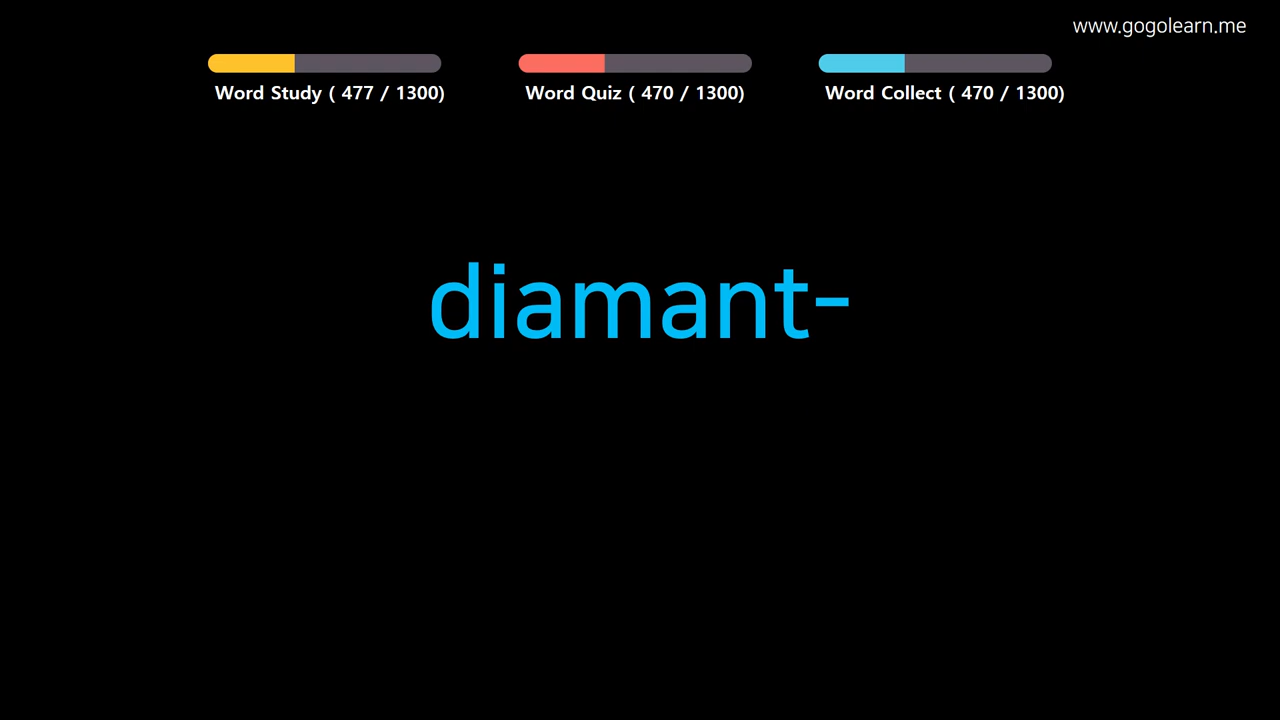 www.gogolearn.me
Word Study ( 477 / 1300)
Word Quiz ( 470 / 1300)
Word Collect ( 470 / 1300)
diamant-